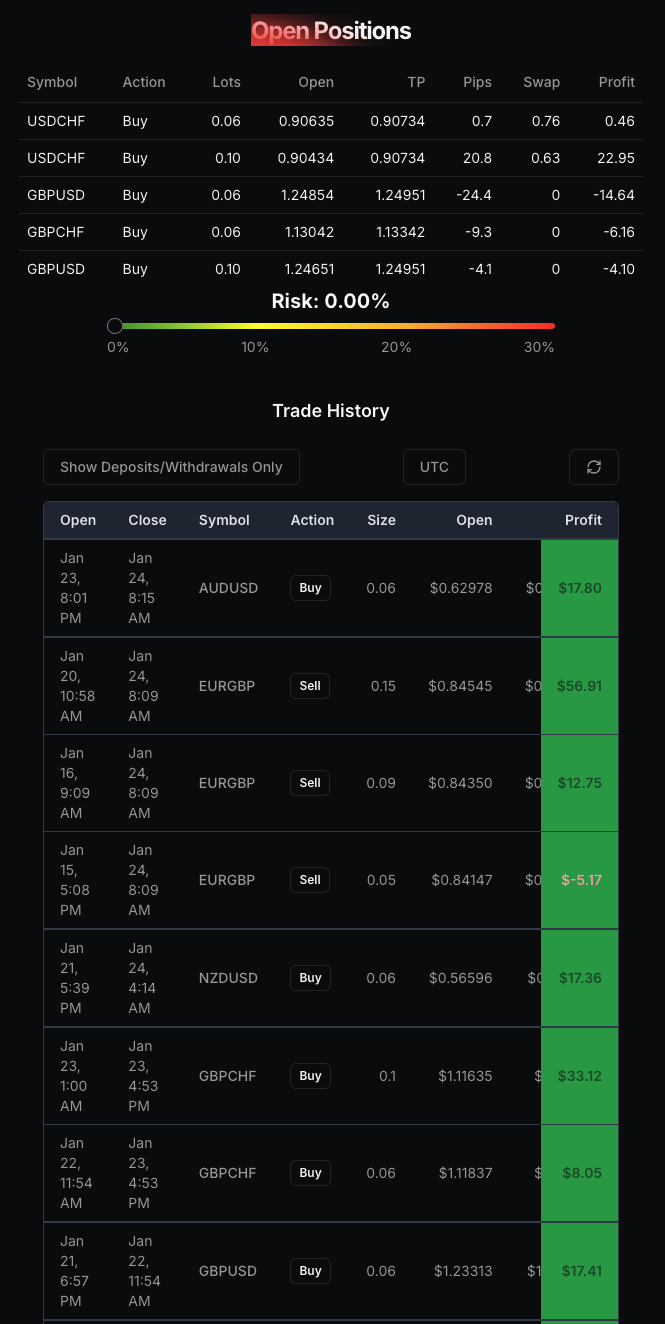 Open Positions
Symbol Action Lots Open TP Pips Swap Profit
USDCHF Buy 0.06 0.90635 0.90734 0.7 0.76 0.46
USDCHF Buy 0.10 0.90434 0.90734 20.8 0.63 22.95
GBPUSD Buy 0.06 1.24854 1.24951 -24.4 0 -14.64
GBPCHF Buy 0.06 1.13042 1.13342 -9.3 0 -6.16
GBPUSD Buy 0.10 1.24651 1.24951 -4.1 0 -4.10
Risk: 0.00%
0% 10% 20% 30%
Trade History
Show Deposits/Withdrawals Only UTC
Open Close Symbol Action Size Open Profit
Jan Jan
23, 24,
8:01 8:15 AUDUSD Buy 0.06 $0.62978 $0 $17.80
PM AM
Jan Jan
20, 24,
10:58 8:09 EURGBP Sell 0.15 $0.84545 $0 $56.91
AM AM
Jan Jan
16, 24,
9:09 8:09 EURGBP Sell 0.09 $0.84350 $0 $12.75
AM AM
Jan Jan
15, 24,
5:08 8:09 EURGBP Sell 0.05 $0.84147 $0 $-5.17
PM AM
Jan Jan
21, 24,
5:39 4:14 NZDUSD Buy 0.06 $0.56596 $0 $17.36
PM AM
Jan Jan
23, 23,
1:00 4:53 GBPCHF Buy 0.1 $1.11635 $ $33.12
AM PM
Jan Jan
22, 23,
11:54 4:53 GBPCHF Buy 0.06 $1.11837 $ $8.05
AM PM
Jan Jan
21, 22,
6:57 11:54 GBPUSD Buy 0.06 $1.23313 $1 $17.41
PM AM